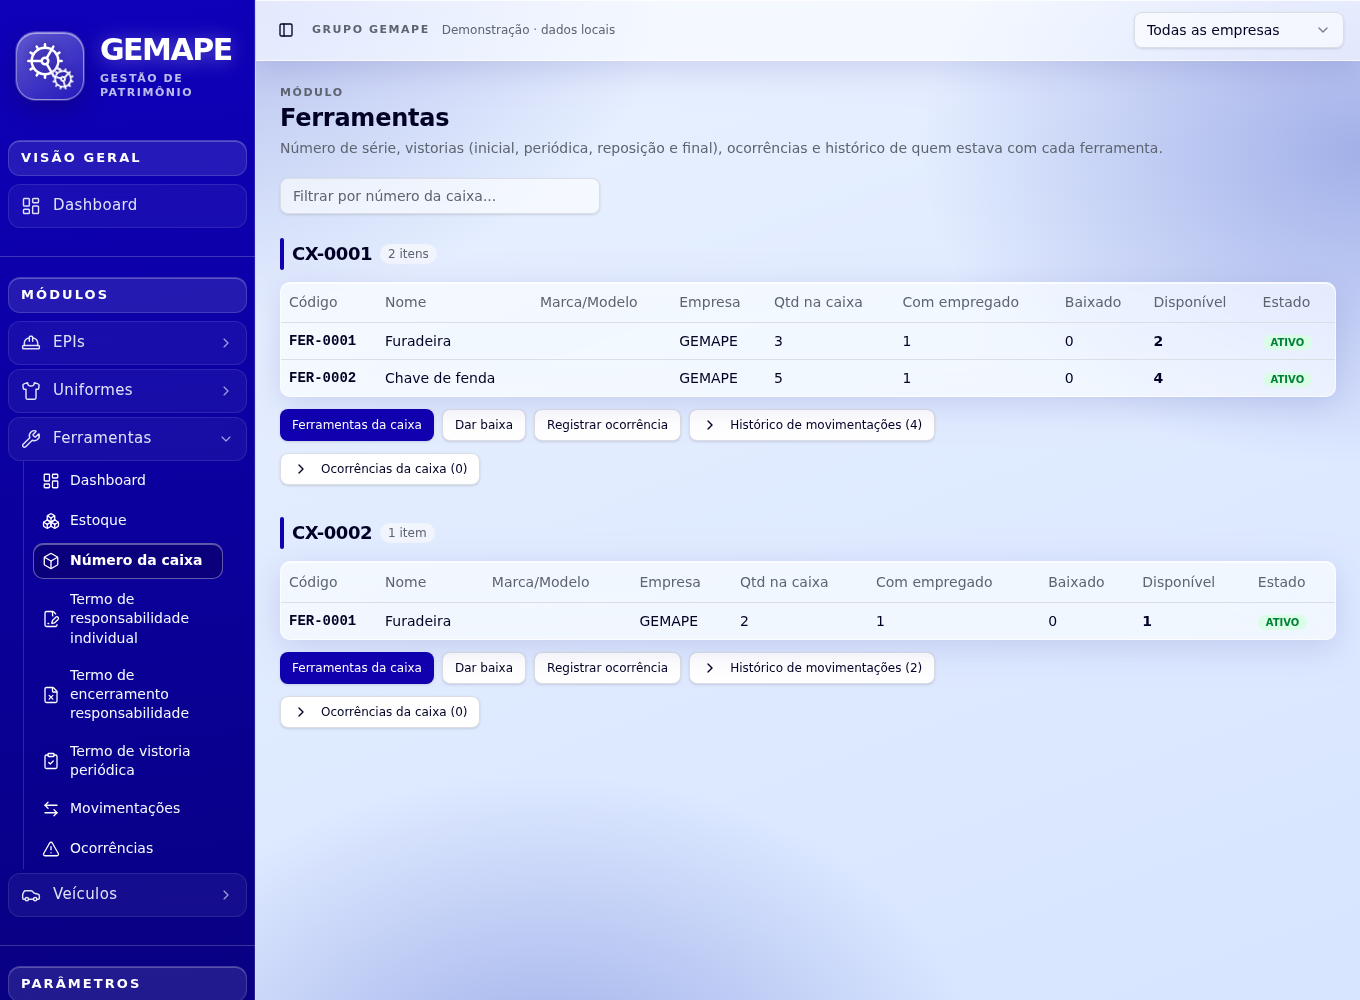 GEMAPE
GESTÃO DE
PATRIMÔNIO
VISÃO GERAL
Dashboard
MÓDULOS
EPIs
Uniformes
Ferramentas
Dashboard
Estoque
Número da caixa
Termo de
responsabilidade
individual
Termo de
encerramento
responsabilidade
Termo de vistoria
periódica
Movimentações
Ocorrências
Veículos
PARÂMETROS
GRUPO GEMAPE Demonstração · dados locais
Todas as empresas
MÓDULO
Ferramentas
Número de série, vistorias (inicial, periódica, reposição e final), ocorrências e histórico de quem estava com cada ferramenta.
Filtrar por número da caixa...
CX-0001 2 itens
Código Nome Marca/Modelo Empresa Qtd na caixa Com empregado Baixado Disponível Estado
FER-0001 Furadeira GEMAPE 3 1 0 2 ATIVO
FER-0002 Chave de fenda GEMAPE 5 1 0 4 ATIVO
Ferramentas da caixa Dar baixa Registrar ocorrência Histórico de movimentações (4)
Ocorrências da caixa (0)
CX-0002 1 item
Código Nome Marca/Modelo Empresa Qtd na caixa Com empregado Baixado Disponível Estado
FER-0001 Furadeira GEMAPE 2 1 0 1 ATIVO
Ferramentas da caixa Dar baixa Registrar ocorrência Histórico de movimentações (2)
Ocorrências da caixa (0)